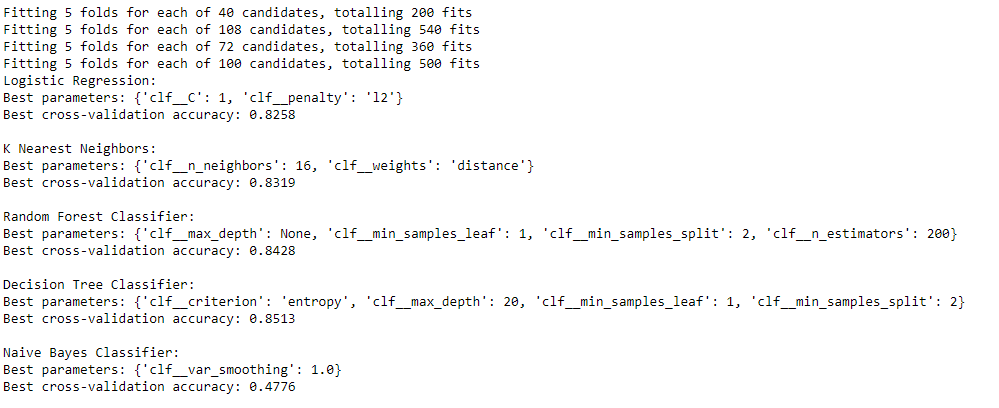 Fitting 5 folds for each of 40 candidates, totalling 200 fits
Fitting 5 folds for each of 108 candidates, totalling 540 fits
Fitting 5 folds for each of 72 candidates, totalling 360 fits
Fitting 5 folds for each of 100 candidates, totalling 500 fits
Logistic Regression:
Best parameters: {'clf__C': 1, 'clf__penalty': 'l2'}
Best cross-validation accuracy: 0.8258

K Nearest Neighbors:
Best parameters: {'clf__n_neighbors': 16, 'clf__weights': 'distance'}
Best cross-validation accuracy: 0.8319

Random Forest Classifier:
Best parameters: {'clf__max_depth': None, 'clf__min_samples_leaf': 1, 'clf__min_samples_split': 2, 'clf__n_estimators': 200}
Best cross-validation accuracy: 0.8428

Decision Tree Classifier:
Best parameters: {'clf__criterion': 'entropy', 'clf__max_depth': 20, 'clf__min_samples_leaf': 1, 'clf__min_samples_split': 2}
Best cross-validation accuracy: 0.8513

Naive Bayes Classifier:
Best parameters: {'clf__var_smoothing': 1.0}
Best cross-validation accuracy: 0.4776